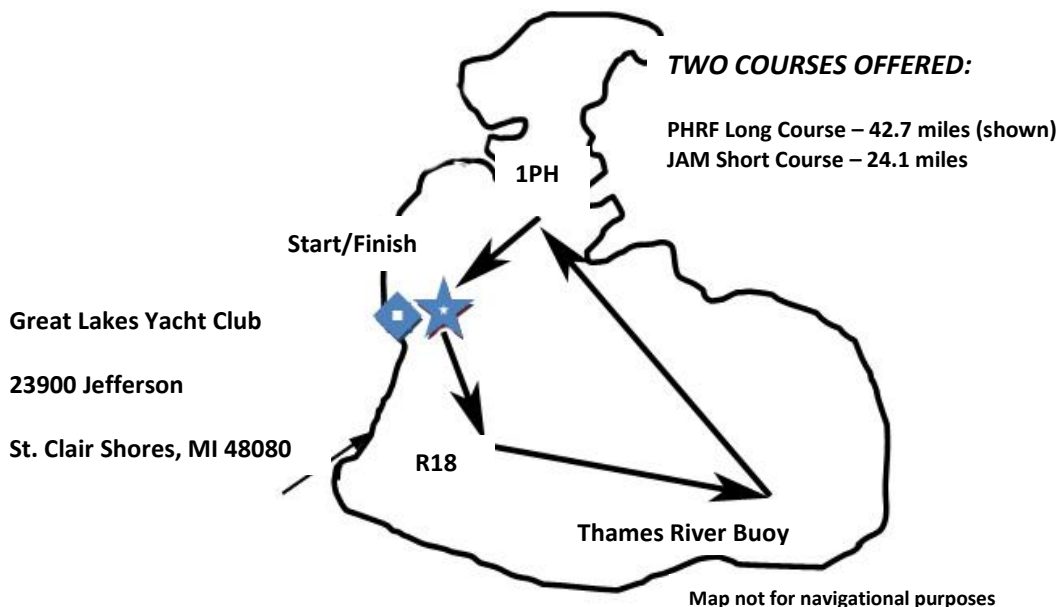 TWO COURSES OFFERED:
PHRF Long Course – 42.7 miles (shown)
JAM Short Course – 24.1 miles
1PH
Start/Finish
Great Lakes Yacht Club
23900 Jefferson
St. Clair Shores, MI 48080
R18
Thames River Buoy
Map not for navigational purposes